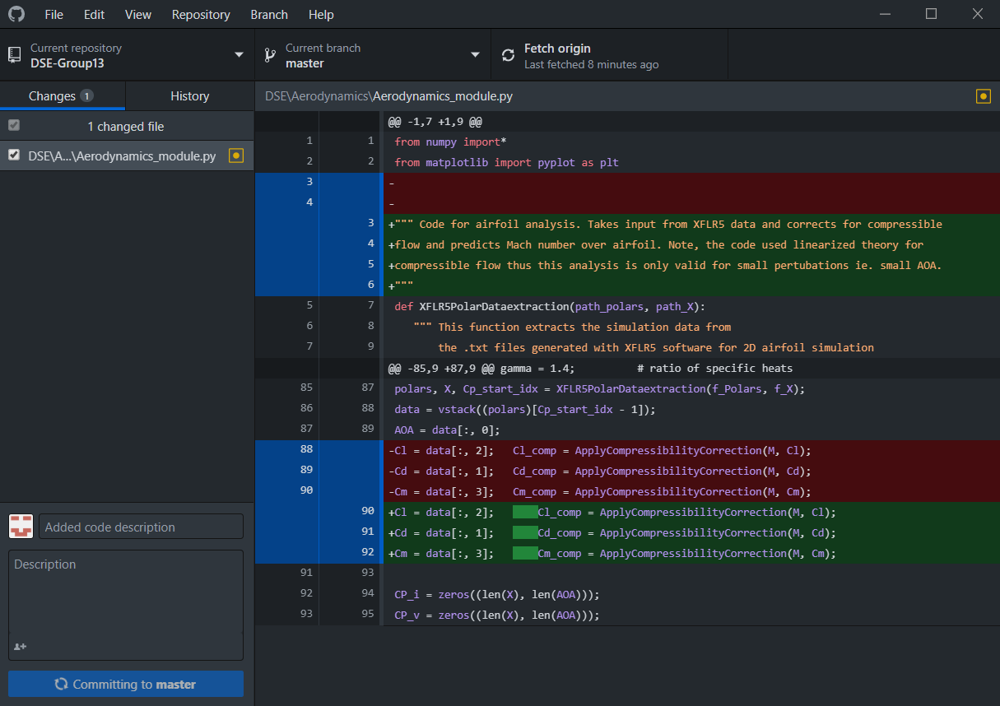 File Edit View Repository Branch Help
Current repository
DSE-Group13
Current branch
master
Fetch origin
Last fetched 8 minutes ago
Changes 1
History
DSE\Aerodynamics\Aerodynamics_module.py
1 changed file
DSE\A...\Aerodynamics_module.py
@@ -1,7 +1,9 @@
1 1 from numpy import*
2 2 from matplotlib import pyplot as plt
3 -
4 -
3 +""" Code for airfoil analysis. Takes input from XFLR5 data and corrects for compressible
4 +flow and predicts Mach number over airfoil. Note, the code used linearized theory for
5 +compressible flow thus this analysis is only valid for small pertubations ie. small AOA.
6 +"""
5 7 def XFLR5PolarDataextraction(path_polars, path_X):
6 8 """ This function extracts the simulation data from
7 9 the .txt files generated with XFLR5 software for 2D airfoil simulation
@@ -85,9 +87,9 @@ gamma = 1.4; # ratio of specific heats
85 87 polars, X, Cp_start_idx = XFLR5PolarDataextraction(f_Polars, f_X);
86 88 data = vstack((polars)[Cp_start_idx - 1]);
87 89 AOA = data[:, 0];
88 -Cl = data[:, 2]; Cl_comp = ApplyCompressibilityCorrection(M, Cl);
89 -Cd = data[:, 1]; Cd_comp = ApplyCompressibilityCorrection(M, Cd);
90 -Cm = data[:, 3]; Cm_comp = ApplyCompressibilityCorrection(M, Cm);
90 +Cl = data[:, 2]; Cl_comp = ApplyCompressibilityCorrection(M, Cl);
91 +Cd = data[:, 1]; Cd_comp = ApplyCompressibilityCorrection(M, Cd);
92 +Cm = data[:, 3]; Cm_comp = ApplyCompressibilityCorrection(M, Cm);
91 93
92 94 CP_i = zeros((len(X), len(AOA)));
93 95 CP_v = zeros((len(X), len(AOA)));
Added code description
Description
Committing to master